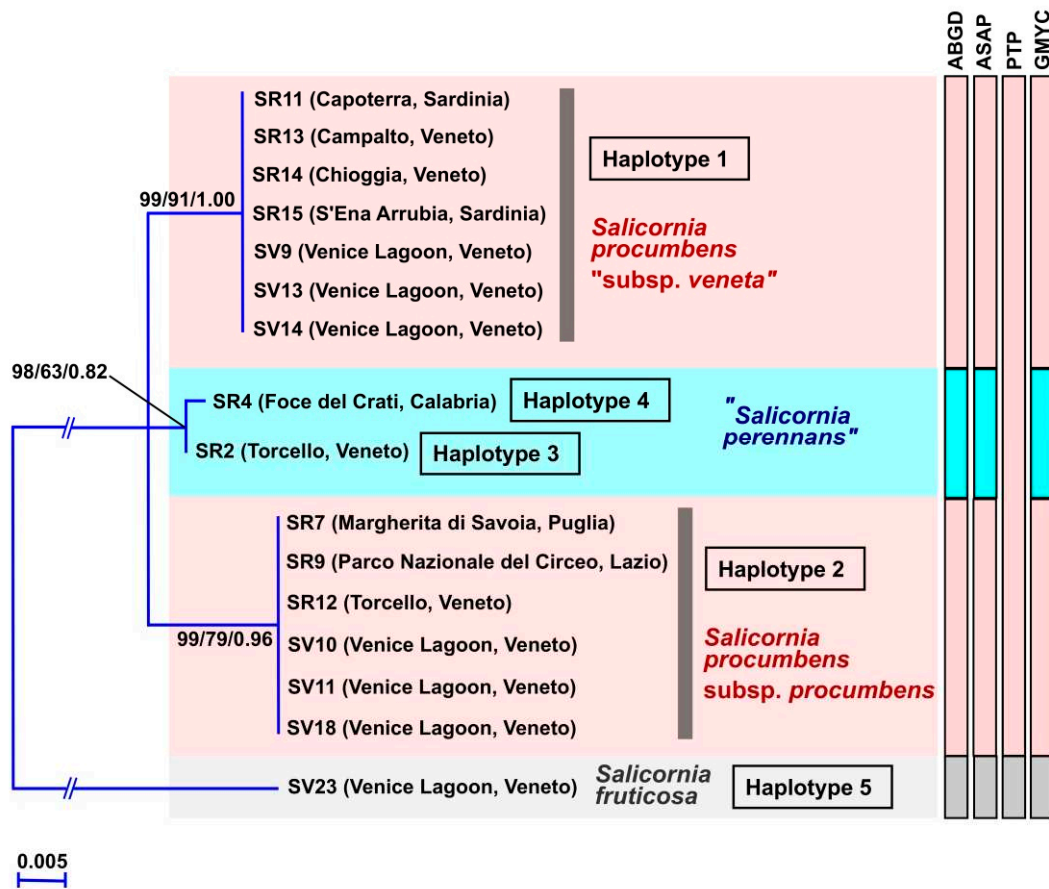 ABGD
ASAP
PTP
GMYC
SR11 (Capoterra, Sardinia)
SR13 (Campalto, Veneto)
SR14 (Chioggia, Veneto)
SR15 (S'Ena Arrubia, Sardinia)
SV9 (Venice Lagoon, Veneto)
SV13 (Venice Lagoon, Veneto)
SV14 (Venice Lagoon, Veneto)
99/91/1.00
Haplotype 1
Salicornia
procumbens
"subsp. veneta"
98/63/0.82
SR4 (Foce del Crati, Calabria)
Haplotype 4
SR2 (Torcello, Veneto)
Haplotype 3
"Salicornia
perennans"
SR7 (Margherita di Savoia, Puglia)
SR9 (Parco Nazionale del Circeo, Lazio)
SR12 (Torcello, Veneto)
SV10 (Venice Lagoon, Veneto)
SV11 (Venice Lagoon, Veneto)
SV18 (Venice Lagoon, Veneto)
99/79/0.96
Haplotype 2
Salicornia
procumbens
subsp. procumbens
SV23 (Venice Lagoon, Veneto)
Salicornia
fruticosa
Haplotype 5
0.005